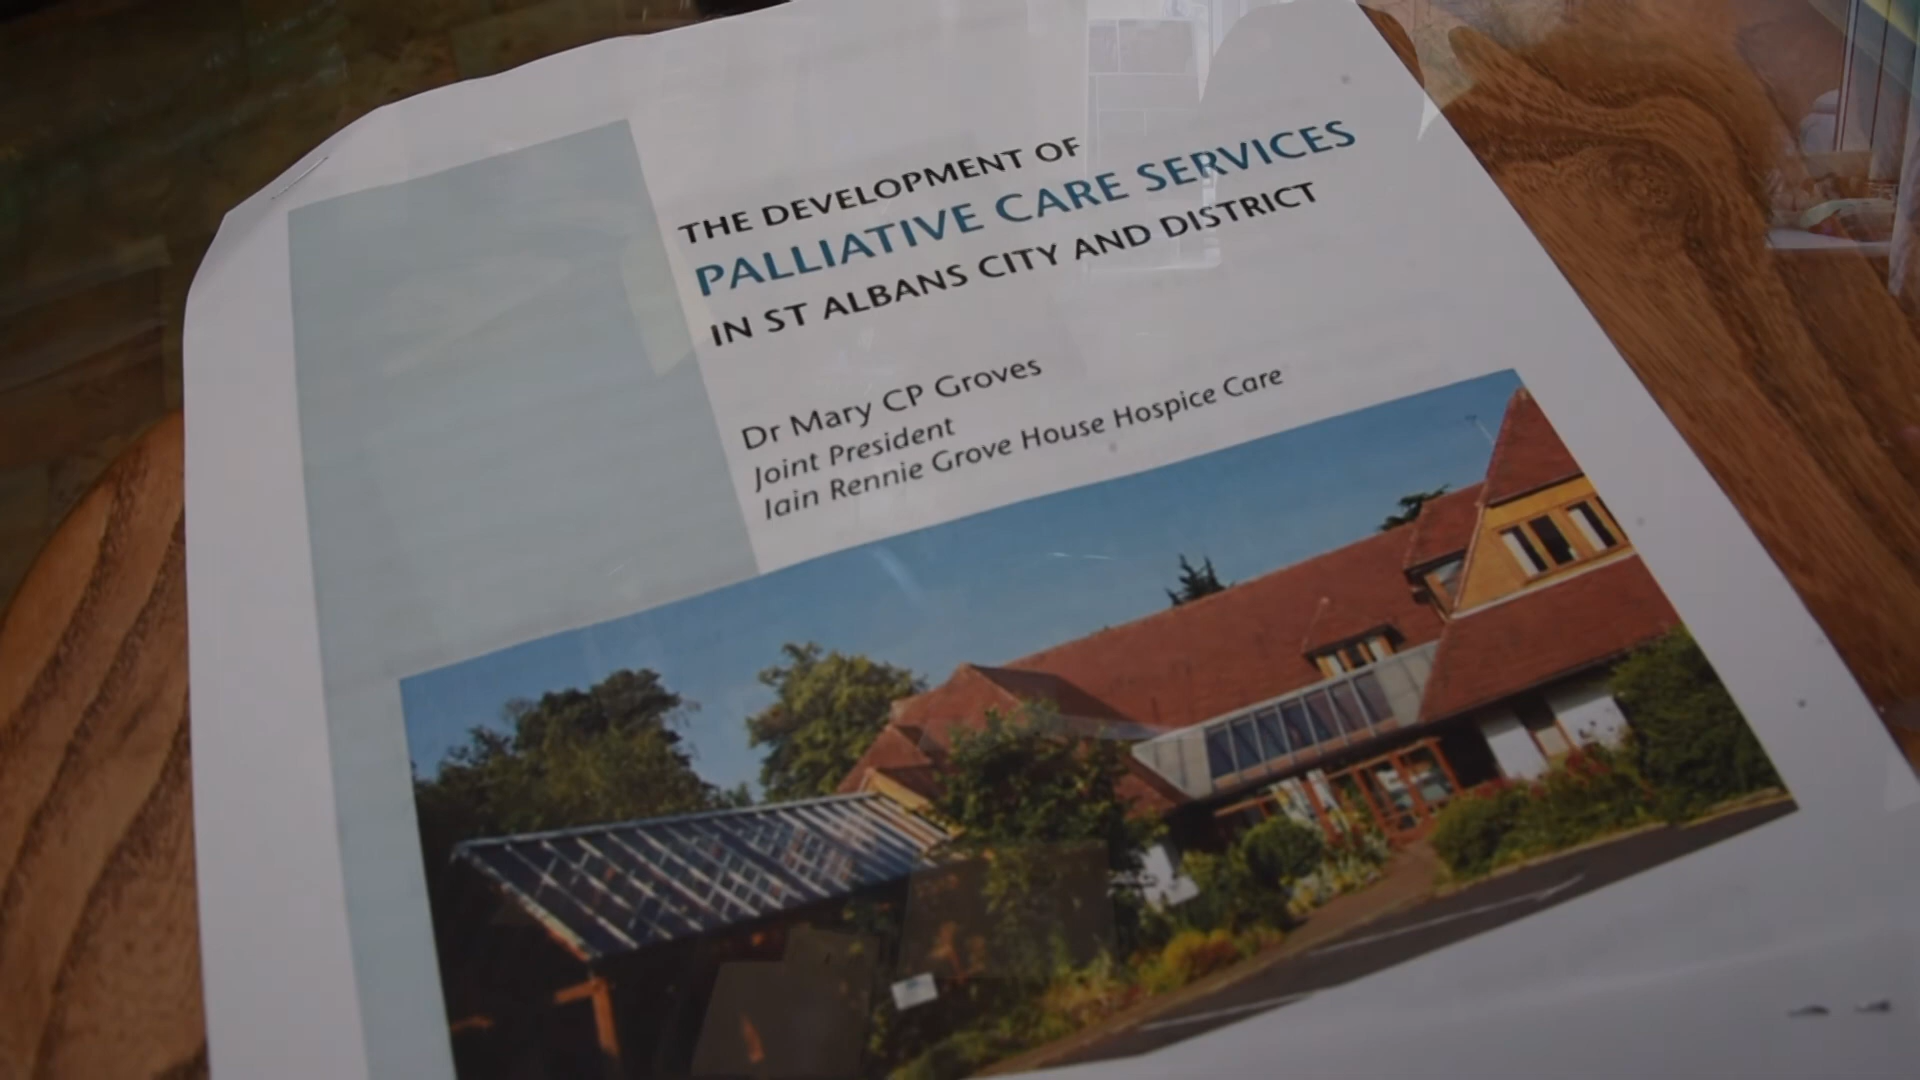 THE DEVELOPMENT OF
PALLIATIVE CARE SERVICES
IN ST ALBANS CITY AND DISTRICT
Dr Mary CP Groves
Joint President
Iain Rennie Grove House Hospice Care